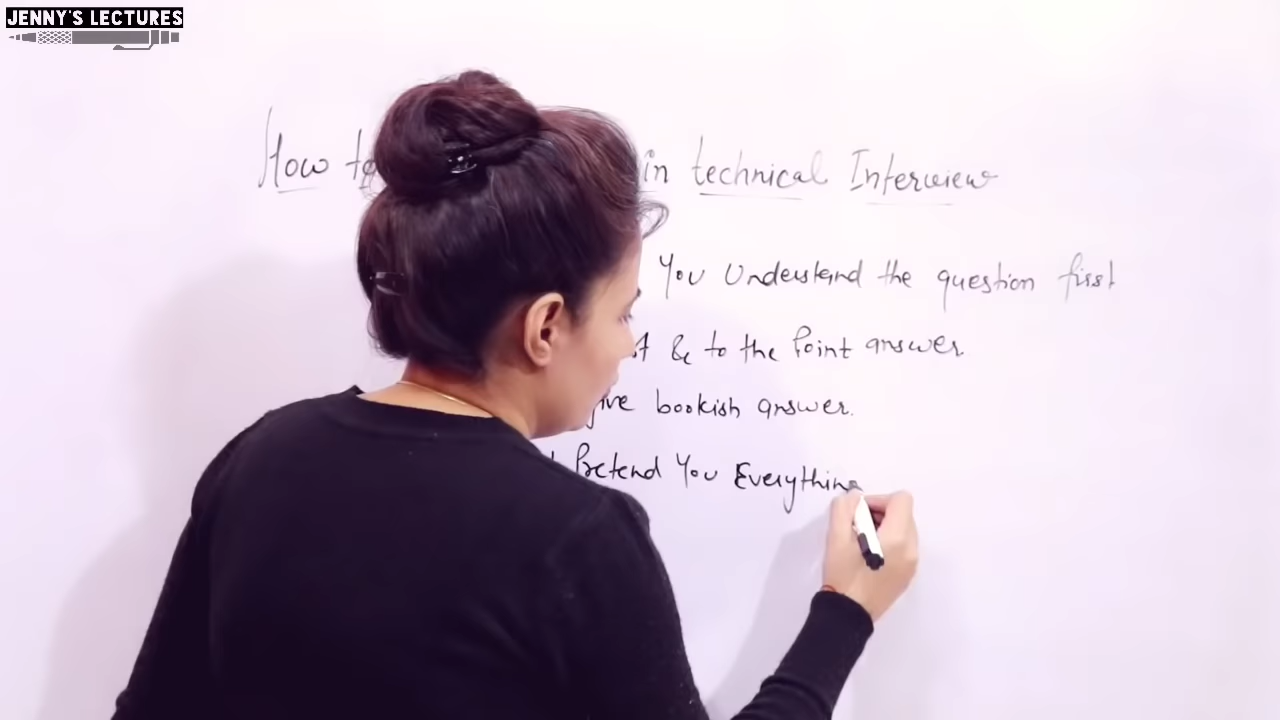 JENNY'S LECTURES
How to in technical Interview
You Understand the question first
& to the Point answer.
give bookish answer.
Pretend You Everything